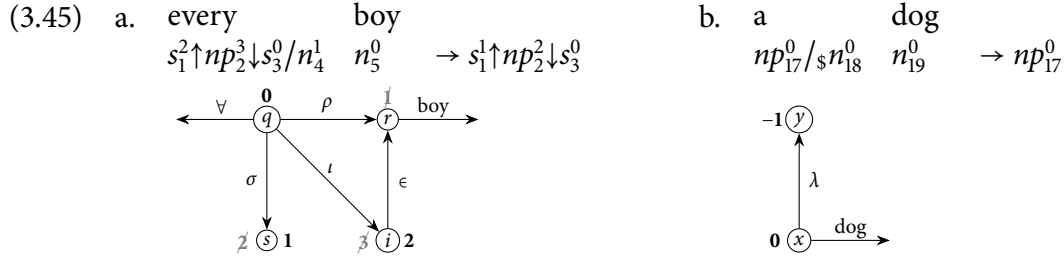 (3.45) a. every boy b. a dog
s₁²↑np₂³↓s₃⁰/n₄¹ n₅⁰ → s₁¹↑np₂²↓s₃⁰ np₁₇⁰/$n₁₈⁰ n₁₉⁰ → np₁₇⁰
0 1
∀ q ρ r boy –1 y
σ ι ϵ λ
2 s 1 3 i 2 0 x dog